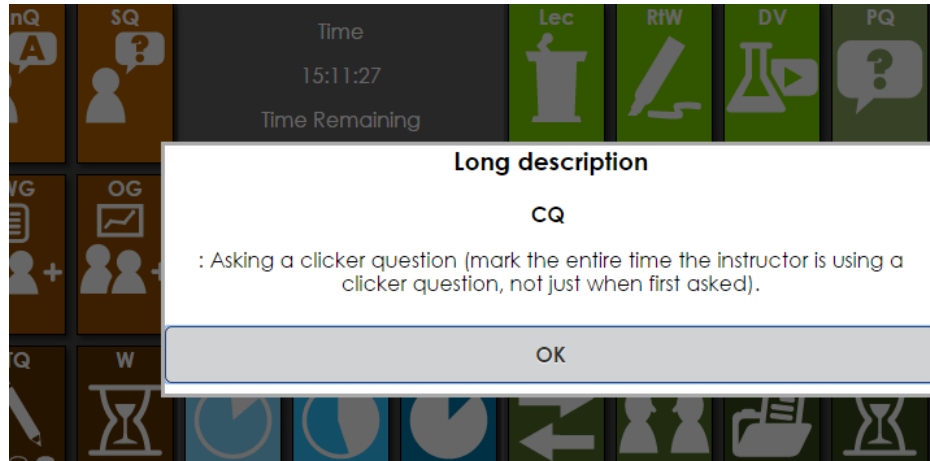 nQ
SQ
Time
15:11:27
Time Remaining
Lec
RtW
DV
PQ
A
Long description
CQ
: Asking a clicker question (mark the entire time the instructor is using a
clicker question, not just when first asked).
OK
WG
OG
TQ
W